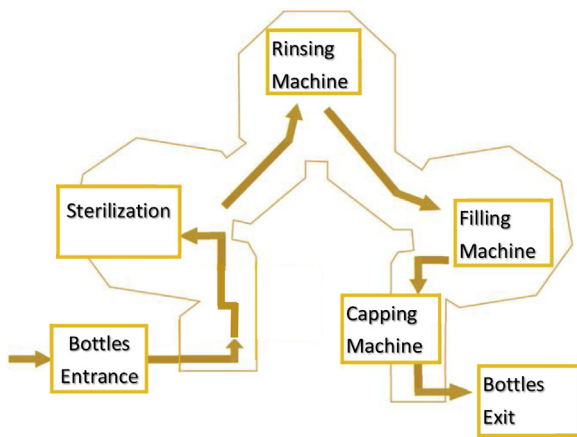 Rinsing
Machine
Sterilization
Filling
Machine
Capping
Machine
Bottles
Entrance
Bottles
Exit